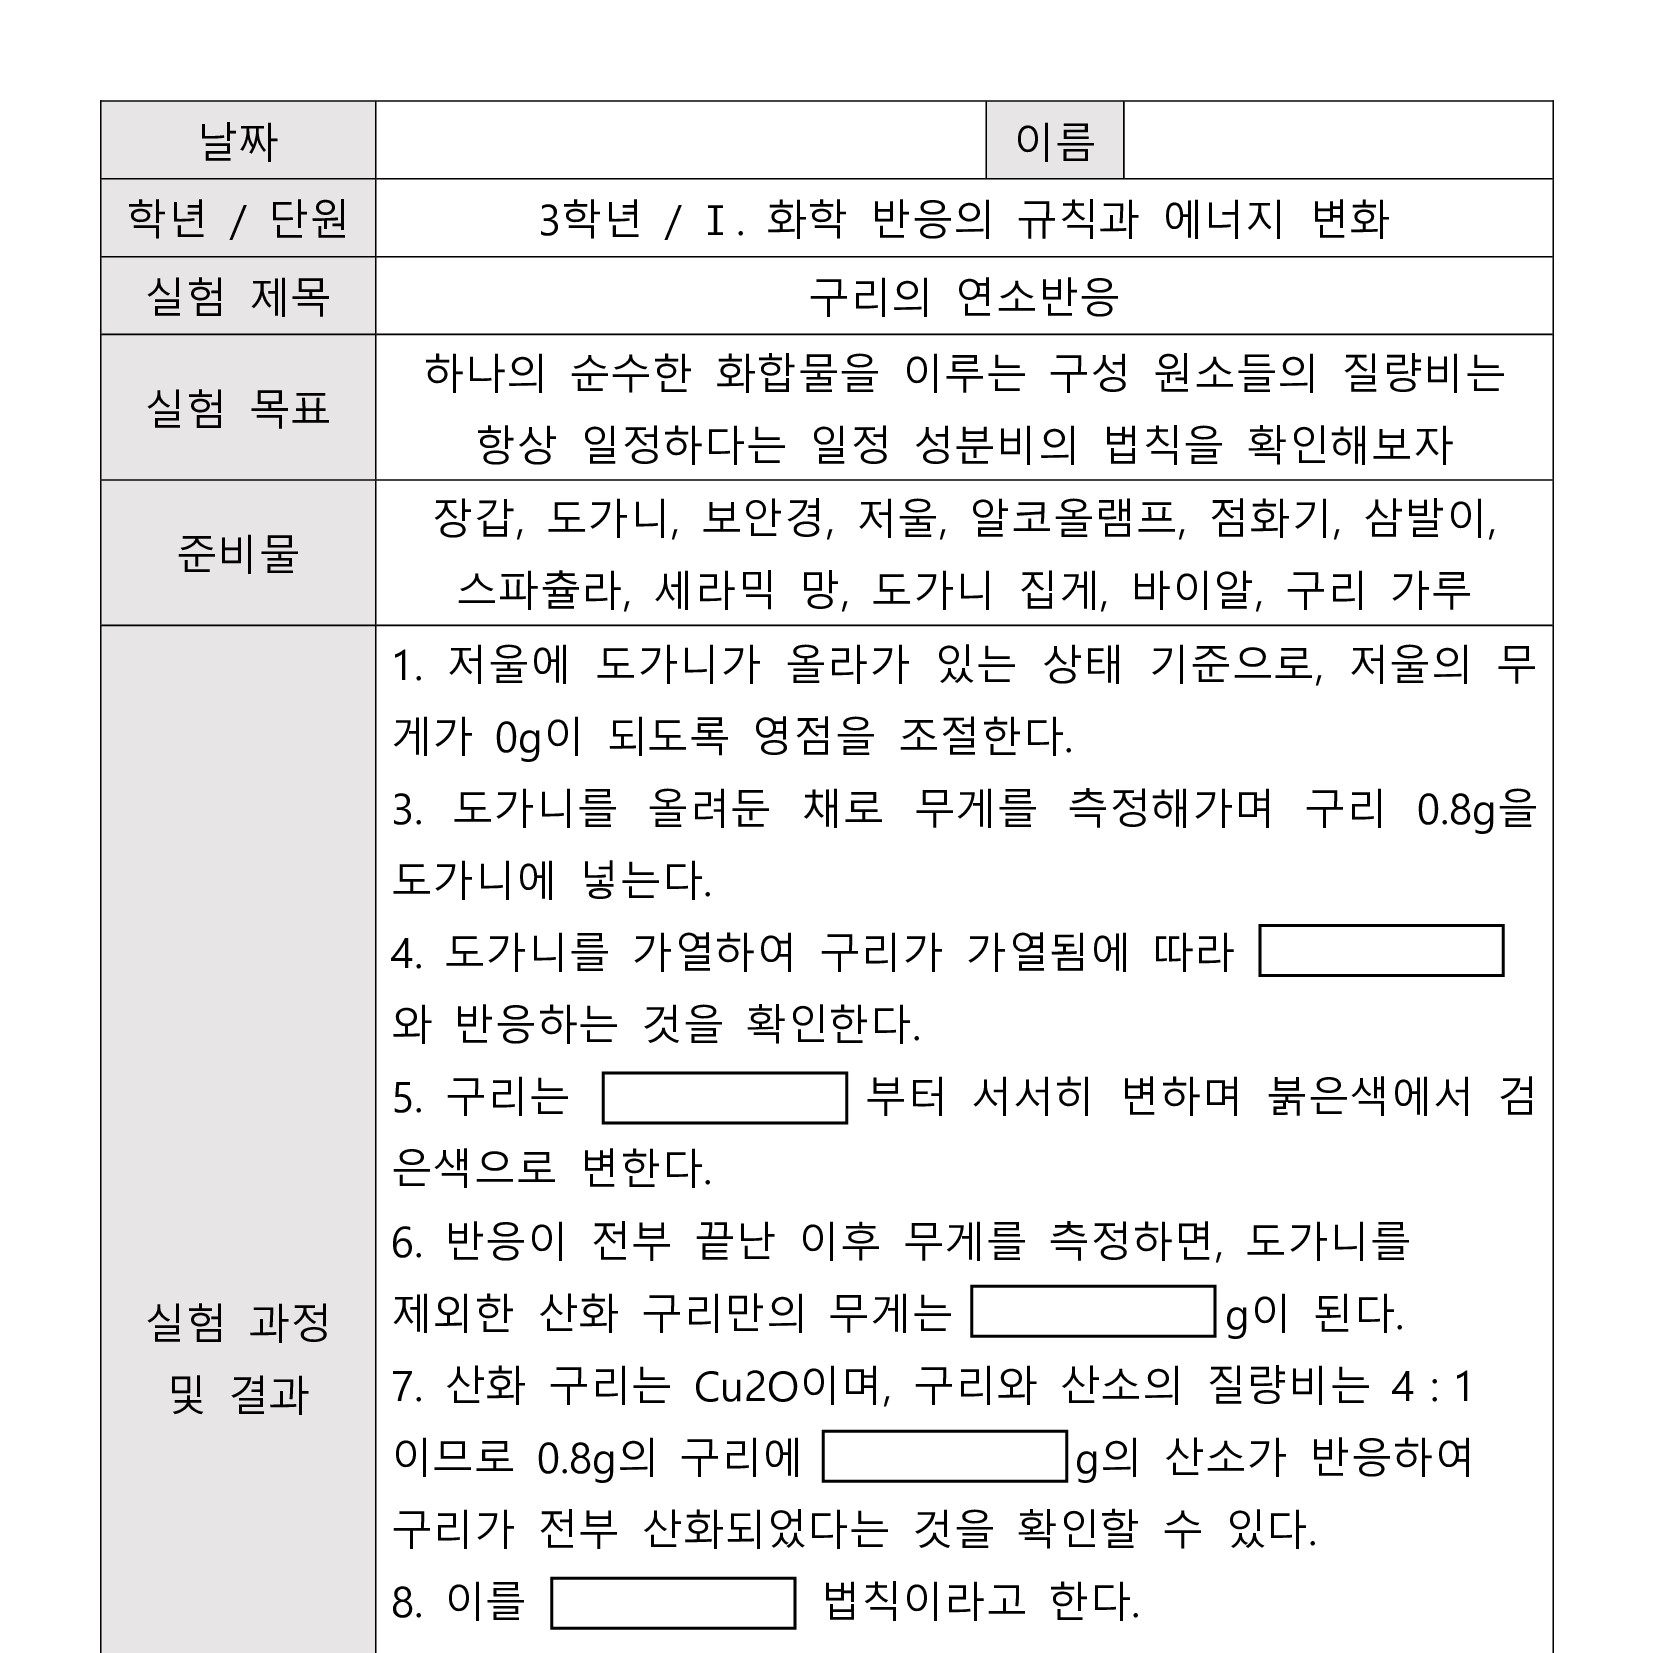 날짜 이름
학년 / 단원 3학년 / Ⅰ. 화학 반응의 규칙과 에너지 변화
실험 제목 구리의 연소반응
실험 목표
하나의 순수한 화합물을 이루는 구성 원소들의 질량비는
항상 일정하다는 일정 성분비의 법칙을 확인해보자
준비물
장갑, 도가니, 보안경, 저울, 알코올램프, 점화기, 삼발이,
스파츌라, 세라믹 망, 도가니 집게, 바이알, 구리 가루
실험 과정
및 결과
1. 저울에 도가니가 올라가 있는 상태 기준으로, 저울의 무
게가 0g이 되도록 영점을 조절한다.
3. 도가니를 올려둔 채로 무게를 측정해가며 구리 0.8g을
도가니에 넣는다.
4. 도가니를 가열하여 구리가 가열됨에 따라
와 반응하는 것을 확인한다.
5. 구리는 부터 서서히 변하며 붉은색에서 검
은색으로 변한다.
6. 반응이 전부 끝난 이후 무게를 측정하면, 도가니를
제외한 산화 구리만의 무게는 g이 된다.
7. 산화 구리는 Cu2O이며, 구리와 산소의 질량비는 4 : 1
이므로 0.8g의 구리에 g의 산소가 반응하여
구리가 전부 산화되었다는 것을 확인할 수 있다.
8. 이를 법칙이라고 한다.